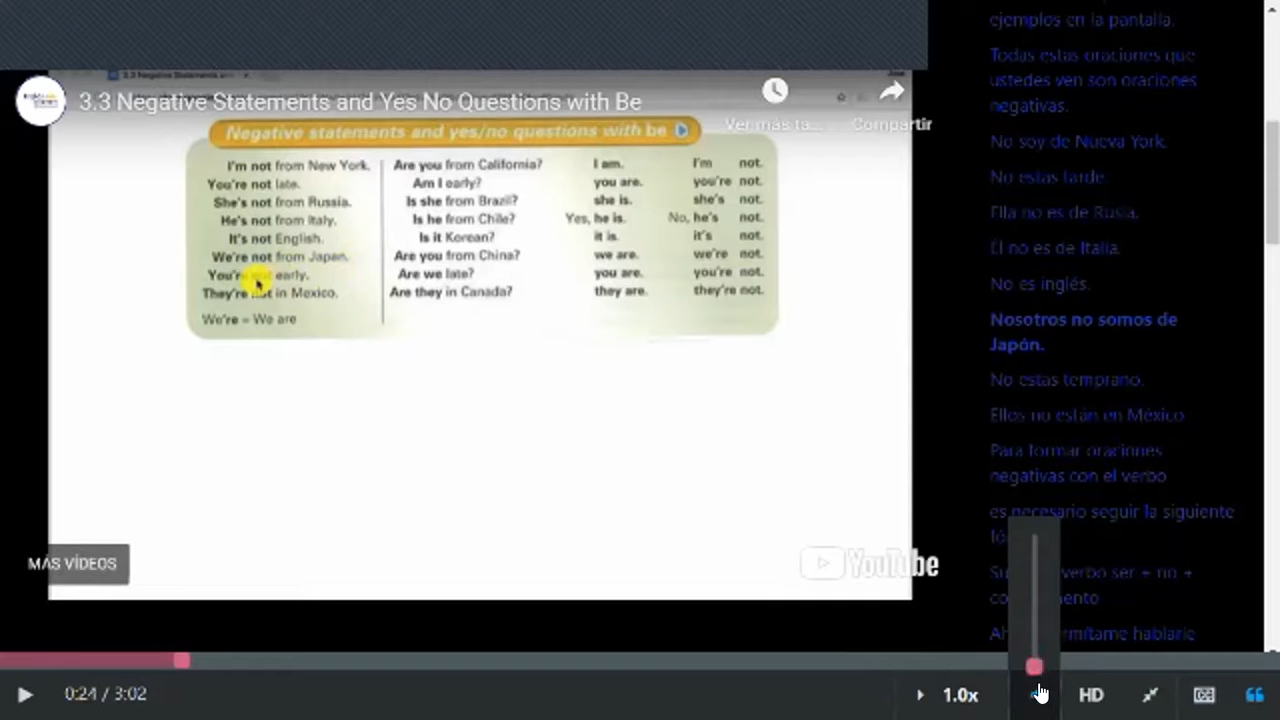 3.3 Negative Statements and Yes No Questions with Be
Ver más ta... Compartir
Negative statements and yes/no questions with be
I'm not from New York. Are you from California? I am. I'm not.
You're not late. Am I early? you are. you're not.
She's not from Russia. Is she from Brazil? she is. she's not.
He's not from Italy. Is he from Chile? Yes, he is. No, he's not.
It's not English. Is it Korean? it is. it's not.
We're not from Japan. Are you from China? we are. we're not.
You're not early. Are we late? you are. you're not.
They're not in Mexico. Are they in Canada? they are. they're not.
We're = We are
MÁS VÍDEOS
YouTube
ejemplos en la pantalla.
Todas estas oraciones que
ustedes ven son oraciones
negativas.
No soy de Nueva York.
No estas tarde.
Ella no es de Rusia.
Él no es de Italia.
No es inglés.
Nosotros no somos de
Japón.
No estas temprano.
Ellos no están en México
Para formar oraciones
negativas con el verbo
es necesario seguir la siguiente
verbo ser + no +
0:24 / 3:02
1.0x
HD